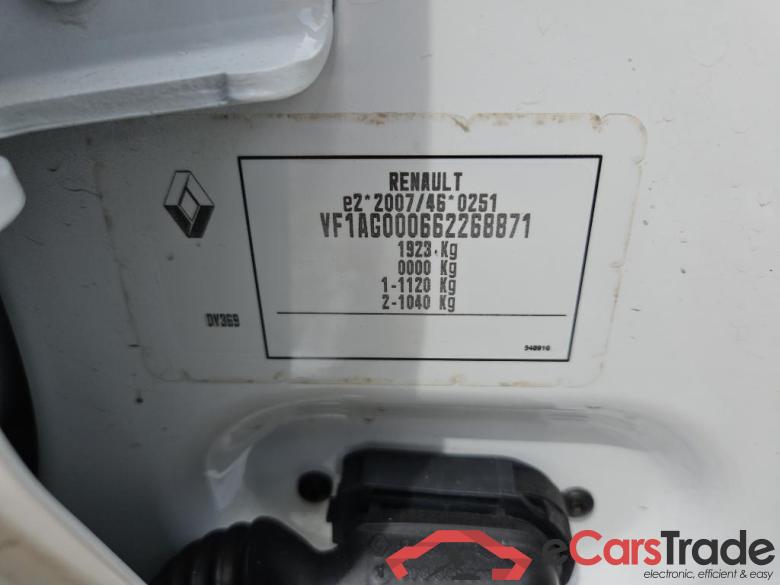 RENAULT
e2*2007/46*0251
VF1AG000662268871
1923 Kg
0000 Kg
1-1120 Kg
2-1040 Kg
DV369
540916
eCarsTrade
electronic, efficient & easy